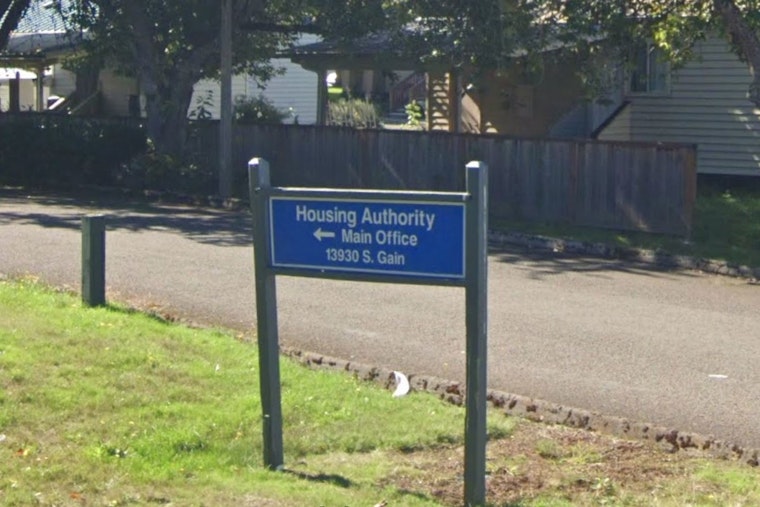 Housing Authority
← Main Office
13930 S. Gain